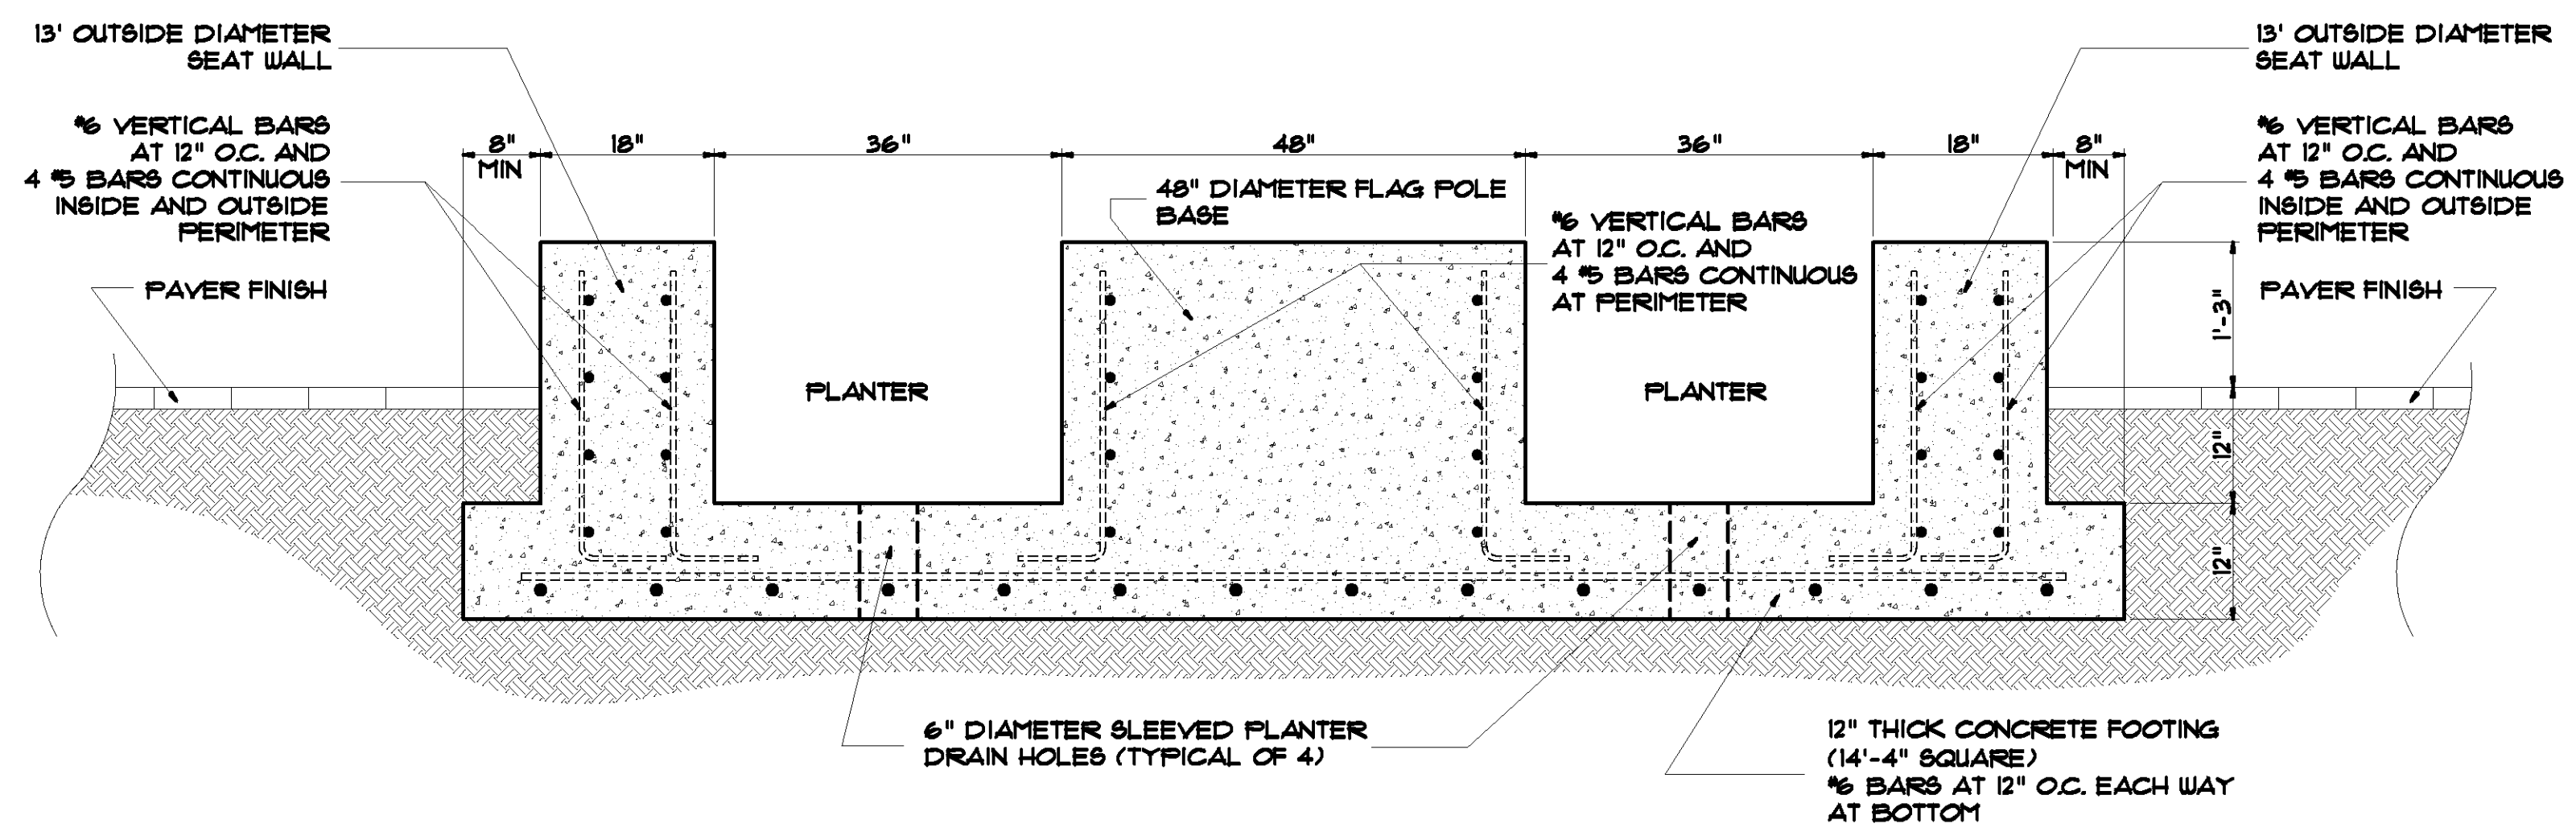 13' OUTSIDE DIAMETER
SEAT WALL
#6 VERTICAL BARS
AT 12" O.C. AND
4 #5 BARS CONTINUOUS
INSIDE AND OUTSIDE
PERIMETER
PAVER FINISH
8"
MIN
18"
36"
48"
36"
18"
8"
MIN
48" DIAMETER FLAG POLE
BASE
#6 VERTICAL BARS
AT 12" O.C. AND
4 #5 BARS CONTINUOUS
AT PERIMETER
PLANTER
PLANTER
13' OUTSIDE DIAMETER
SEAT WALL
#6 VERTICAL BARS
AT 12" O.C. AND
4 #5 BARS CONTINUOUS
INSIDE AND OUTSIDE
PERIMETER
PAVER FINISH
1'-3"
12"
12"
6" DIAMETER SLEEVED PLANTER
DRAIN HOLES (TYPICAL OF 4)
12" THICK CONCRETE FOOTING
(14'-4" SQUARE)
#6 BARS AT 12" O.C. EACH WAY
AT BOTTOM